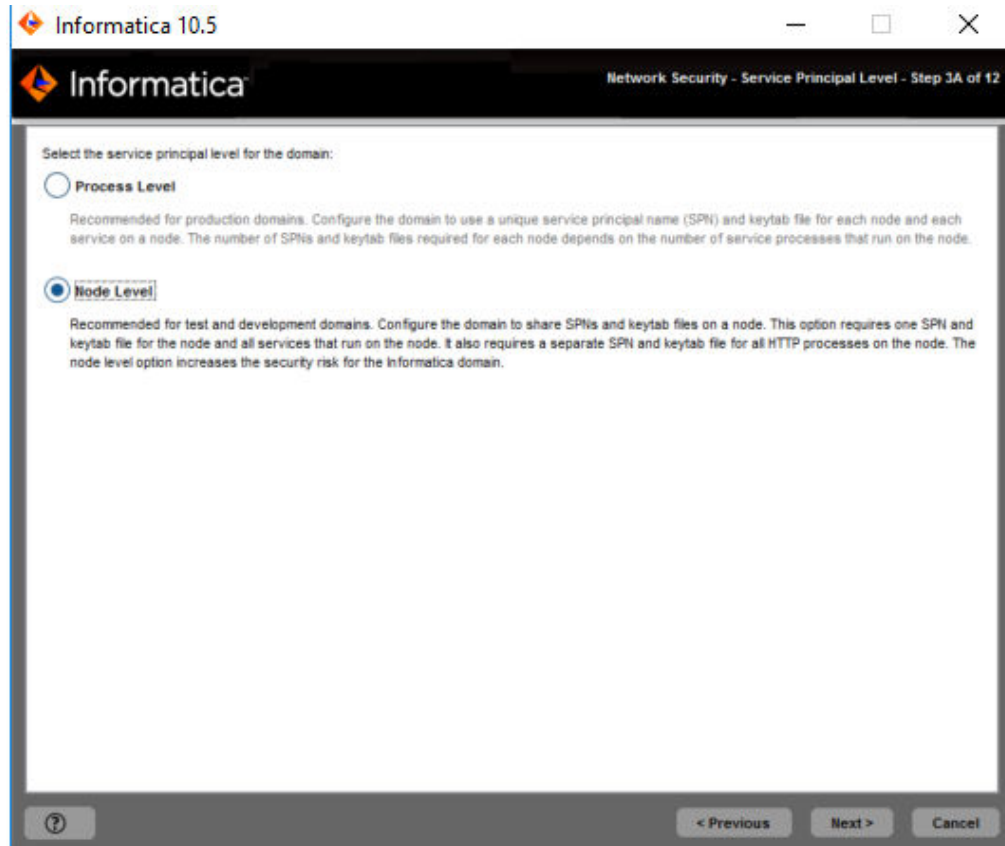 Informatica 10.5
Informatica
Network Security - Service Principal Level - Step 3A of 12
Select the service principal level for the domain:
Process Level
Recommended for production domains. Configure the domain to use a unique service principal name (SPN) and keytab file for each node and each
service on a node. The number of SPNs and keytab files required for each node depends on the number of service processes that run on the node.
Node Level
Recommended for test and development domains. Configure the domain to share SPNs and keytab files on a node. This option requires one SPN and
keytab file for the node and all services that run on the node. It also requires a separate SPN and keytab file for all HTTP processes on the node. The
node level option increases the security risk for the Informatica domain.
?
< Previous
Next >
Cancel